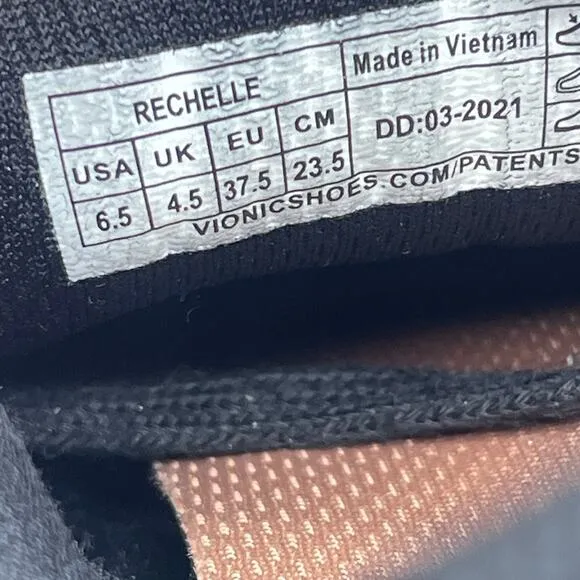 RECHELLE
Made in Vietnam
USA UK EU CM
DD:03-2021
6.5 4.5 37.5 23.5
VIONICSHOES.COM/PATENTS